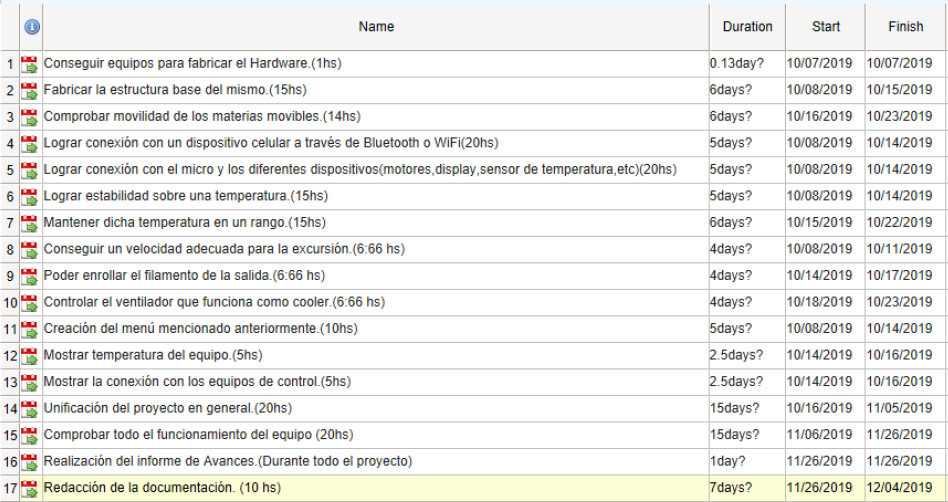 Name Duration Start Finish
1 Conseguir equipos para fabricar el Hardware.(1hs) 0.13day? 10/07/2019 10/07/2019
2 Fabricar la estructura base del mismo.(15hs) 6days? 10/08/2019 10/15/2019
3 Comprobar movilidad de los materias movibles.(14hs) 6days? 10/16/2019 10/23/2019
4 Lograr conexión con un dispositivo celular a través de Bluetooth o WiFi(20hs) 5days? 10/08/2019 10/14/2019
5 Lograr conexión con el micro y los diferentes dispositivos(motores,display,sensor de temperatura,etc)(20hs) 5days? 10/08/2019 10/14/2019
6 Lograr estabilidad sobre una temperatura.(15hs) 5days? 10/08/2019 10/14/2019
7 Mantener dicha temperatura en un rango.(15hs) 6days? 10/15/2019 10/22/2019
8 Conseguir un velocidad adecuada para la excursión.(6:66 hs) 4days? 10/08/2019 10/11/2019
9 Poder enrollar el filamento de la salida.(6:66 hs) 4days? 10/14/2019 10/17/2019
10 Controlar el ventilador que funciona como cooler.(6:66 hs) 4days? 10/18/2019 10/23/2019
11 Creación del menú mencionado anteriormente.(10hs) 5days? 10/08/2019 10/14/2019
12 Mostrar temperatura del equipo.(5hs) 2.5days? 10/14/2019 10/16/2019
13 Mostrar la conexión con los equipos de control.(5hs) 2.5days? 10/14/2019 10/16/2019
14 Unificación del proyecto en general.(20hs) 15days? 10/16/2019 11/05/2019
15 Comprobar todo el funcionamiento del equipo (20hs) 15days? 11/06/2019 11/26/2019
16 Realización del informe de Avances.(Durante todo el proyecto) 1day? 11/26/2019 11/26/2019
17 Redacción de la documentación. (10 hs) 7days? 11/26/2019 12/04/2019